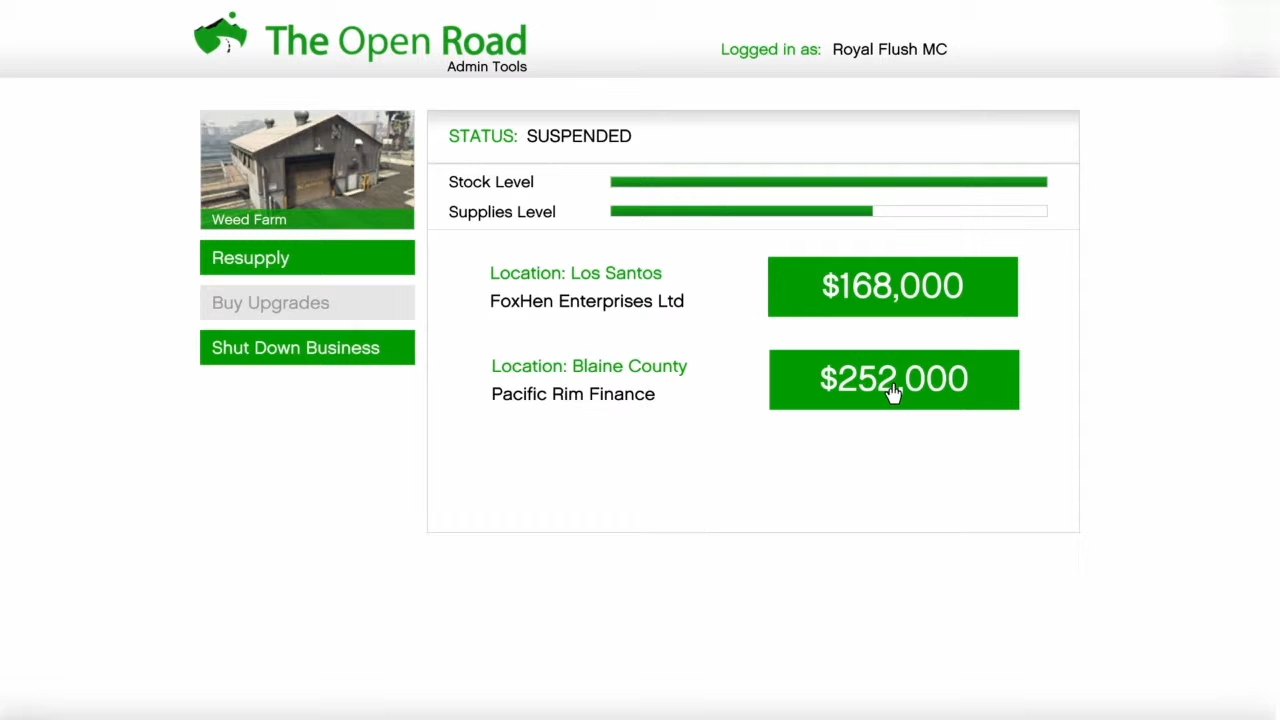 The Open Road
Admin Tools
Logged in as: Royal Flush MC
Weed Farm
Resupply
Buy Upgrades
Shut Down Business
STATUS: SUSPENDED
Stock Level
Supplies Level
Location: Los Santos
FoxHen Enterprises Ltd
$168,000
Location: Blaine County
Pacific Rim Finance
$252,000